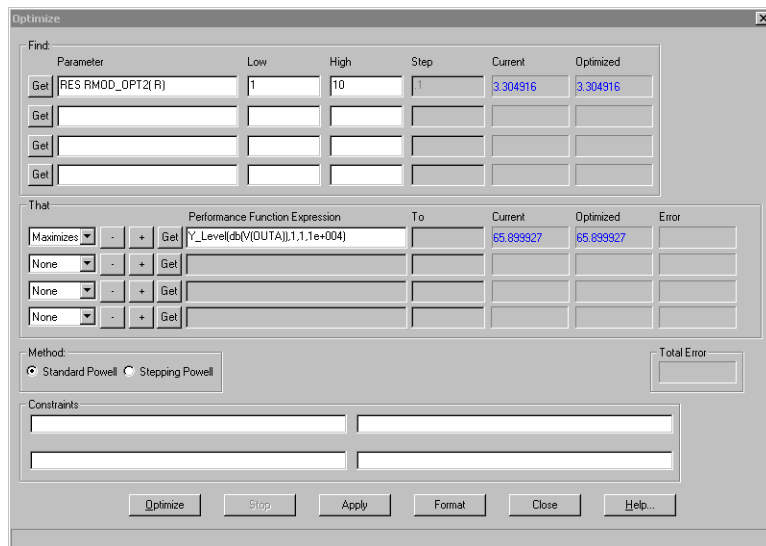 Optimize
Find:
Parameter Low High Step Current Optimized
Get RES RMOD_OPT2( R) 1 10 .1 3.304916 3.304916
Get
Get
Get
That
Performance Function Expression To Current Optimized Error
Maximizes - + Get Y_Level(db(V(OUTA)),1,1,1e+004) 65.899927 65.899927
None - + Get
None - + Get
None - + Get
Method:
Standard Powell Stepping Powell
Total Error
Constraints
Optimize Stop Apply Format Close Help...